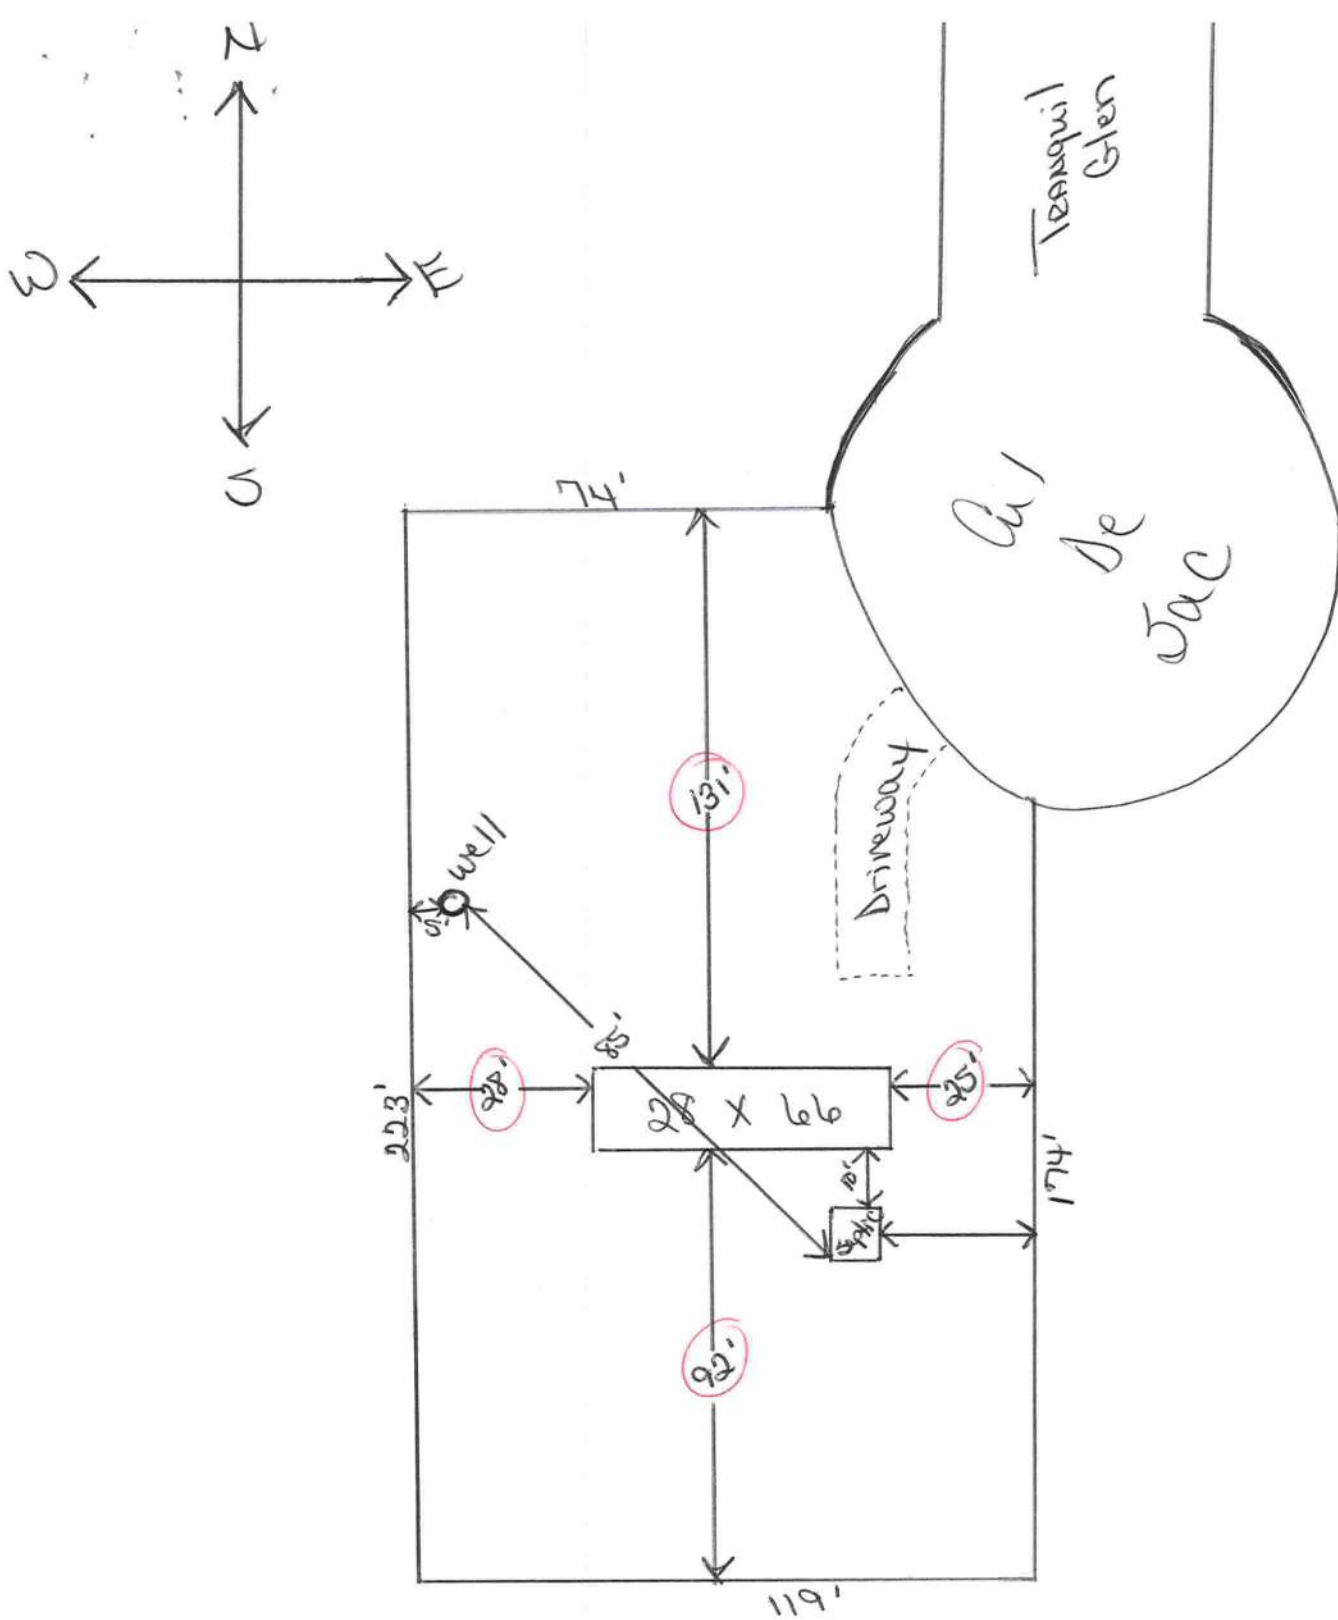 N
W
E
S
Tranquil
Glen
Cul
De
Sac
74'
131'
Driveway
Well
5'
85'
28'
28 X 66
25'
223'
10'
Septic
174'
92'
119'